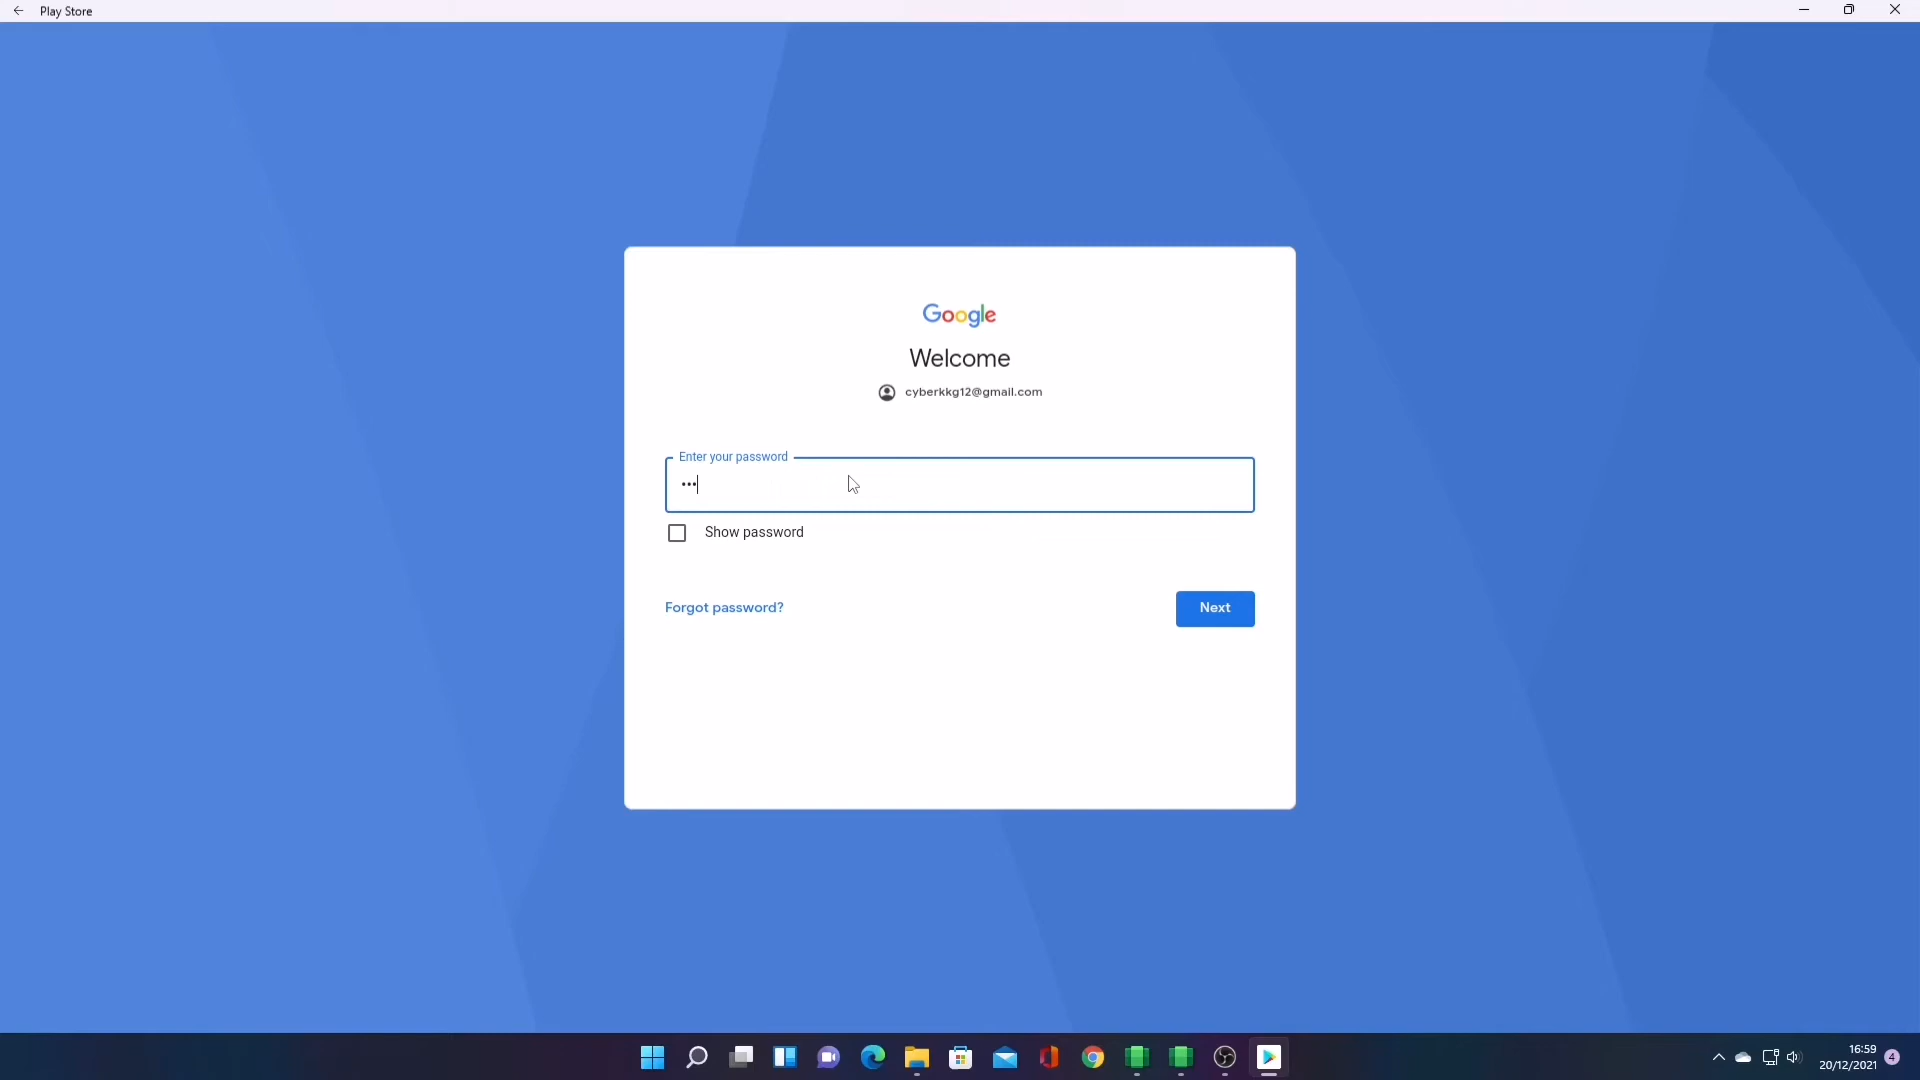 Play Store
Google
Welcome
cyberkkg12@gmail.com
Enter your password
•••
Show password
Forgot password?
Next
16:59
20/12/2021
4